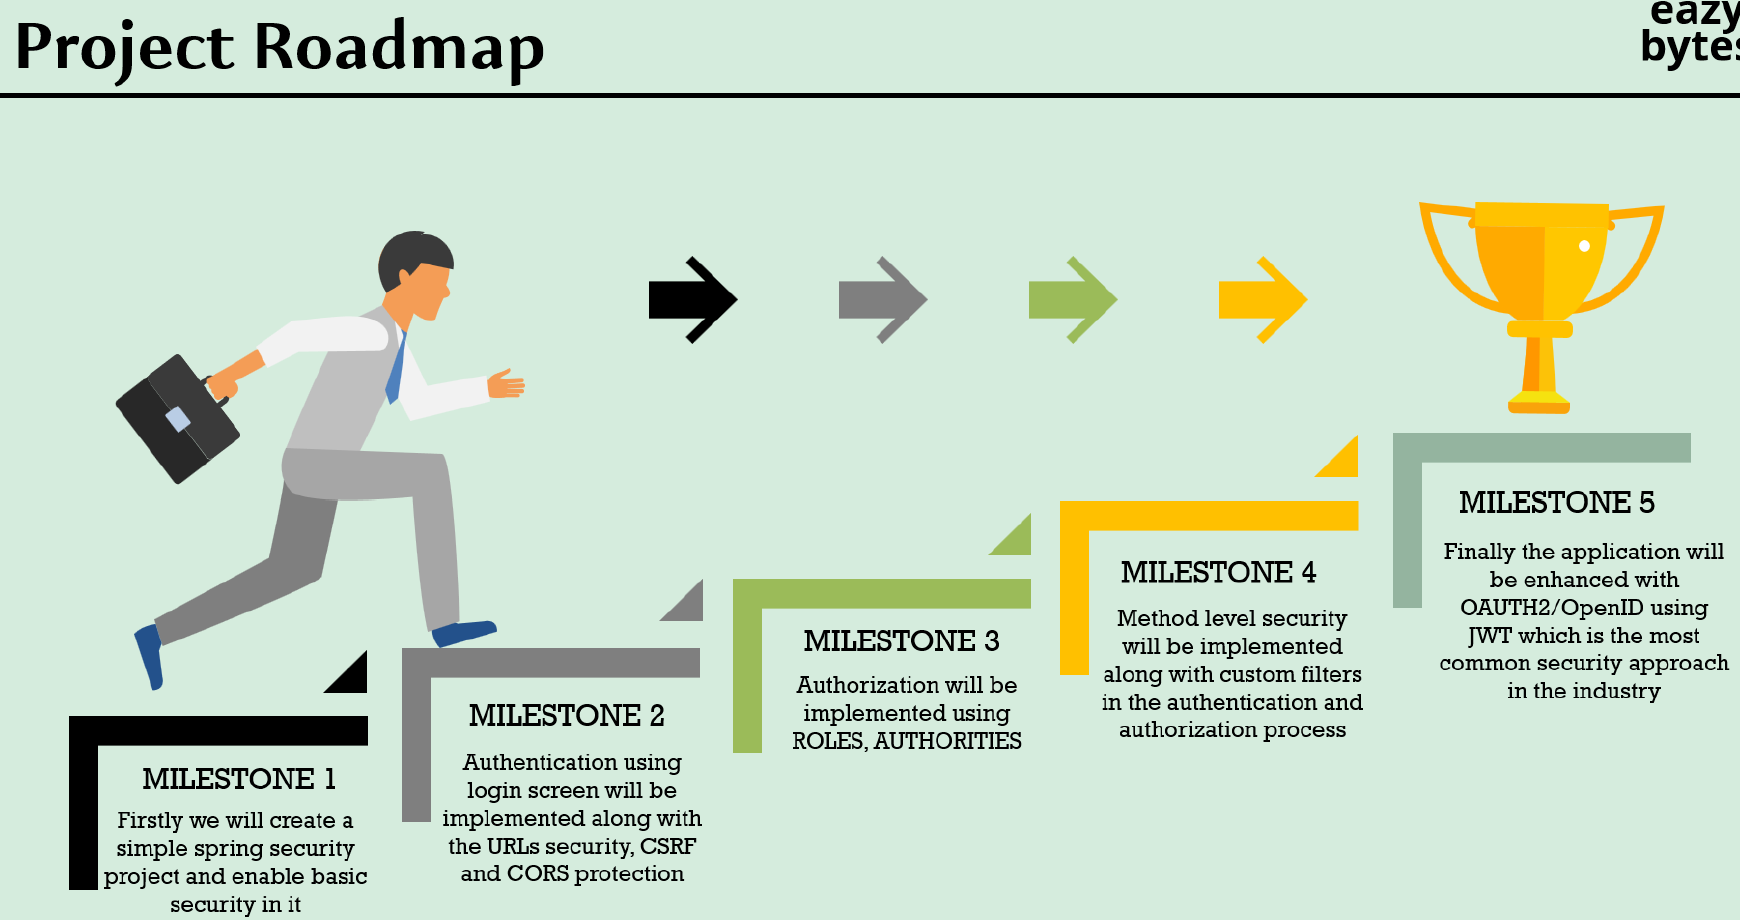 Project Roadmap
eazy
bytes
MILESTONE 1
Firstly we will create a
simple spring security
project and enable basic
security in it
MILESTONE 2
Authentication using
login screen will be
implemented along with
the URLs security, CSRF
and CORS protection
MILESTONE 3
Authorization will be
implemented using
ROLES, AUTHORITIES
MILESTONE 4
Method level security
will be implemented
along with custom filters
in the authentication and
authorization process
MILESTONE 5
Finally the application will
be enhanced with
OAUTH2/OpenID using
JWT which is the most
common security approach
in the industry